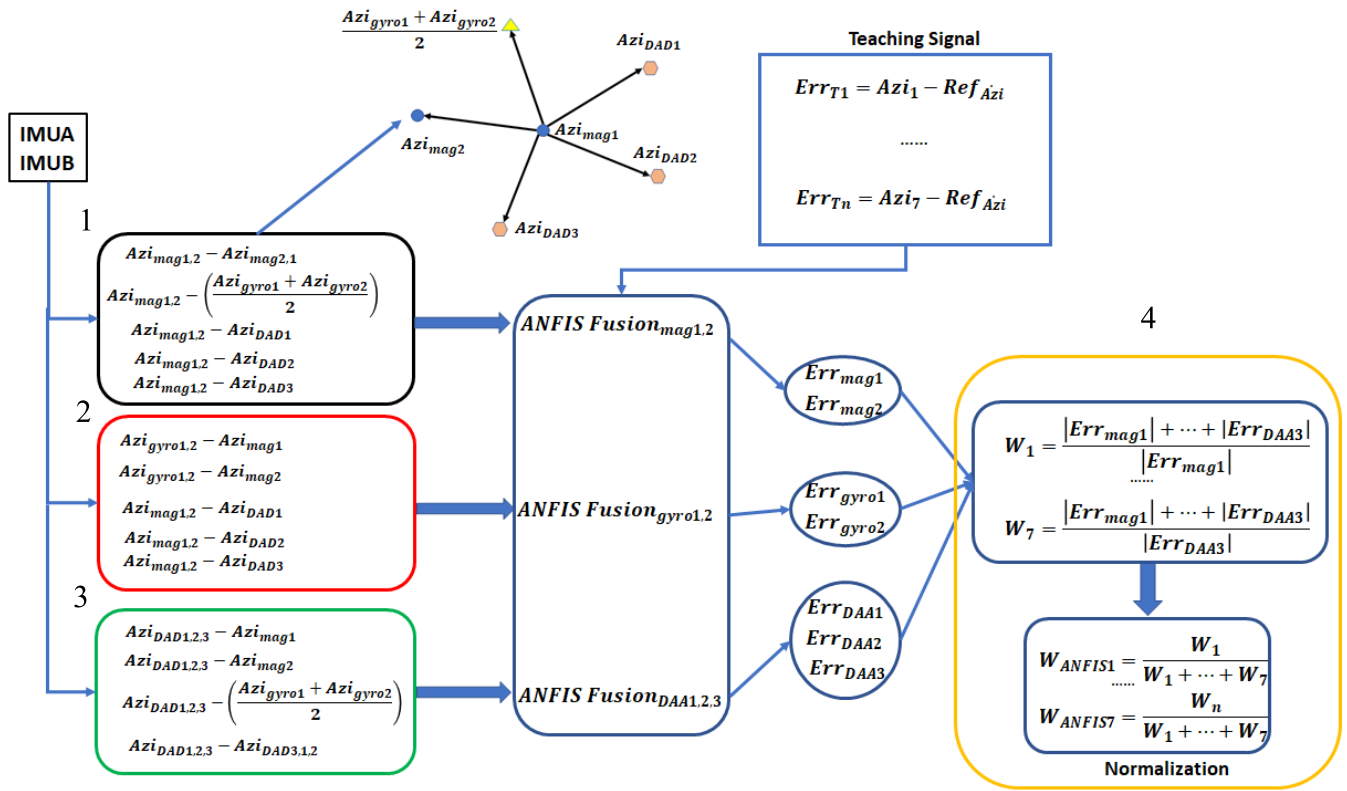 IMUA
IMUB
(Azi_gyro1 + Azi_gyro2)/2
Azi_DAD1
Azi_mag2
Azi_mag1
Azi_DAD2
Azi_DAD3
Teaching Signal
Err_T1 = Azi_1 − Ref_Azi
......
Err_Tn = Azi_7 − Ref_Azi
1
Azi_mag1,2 − Azi_mag2,1
Azi_mag1,2 − ((Azi_gyro1 + Azi_gyro2)/2)
Azi_mag1,2 − Azi_DAD1
Azi_mag1,2 − Azi_DAD2
Azi_mag1,2 − Azi_DAD3
2
Azi_gyro1,2 − Azi_mag1
Azi_gyro1,2 − Azi_mag2
Azi_mag1,2 − Azi_DAD1
Azi_mag1,2 − Azi_DAD2
Azi_mag1,2 − Azi_DAD3
3
Azi_DAD1,2,3 − Azi_mag1
Azi_DAD1,2,3 − Azi_mag2
Azi_DAD1,2,3 − ((Azi_gyro1 + Azi_gyro2)/2)
Azi_DAD1,2,3 − Azi_DAD3,1,2
ANFIS Fusion_mag1,2
ANFIS Fusion_gyro1,2
ANFIS Fusion_DAA1,2,3
Err_mag1
Err_mag2
Err_gyro1
Err_gyro2
Err_DAA1
Err_DAA2
Err_DAA3
4
W_1 = (|Err_mag1| + ⋯ + |Err_DAA3|)/|Err_mag1|
......
W_7 = (|Err_mag1| + ⋯ + |Err_DAA3|)/|Err_DAA3|
W_ANFIS1 = W_1/(W_1 + ⋯ + W_7)
......
W_ANFIS7 = W_n/(W_1 + ⋯ + W_7)
Normalization